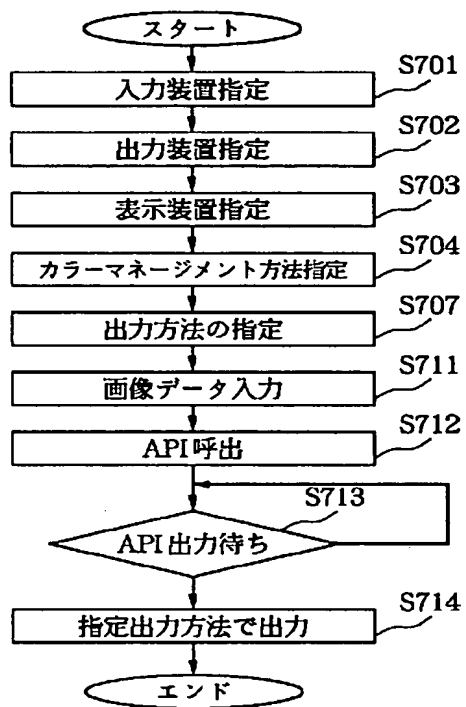 スタート
S701
入力装置指定
S702
出力装置指定
S703
表示装置指定
S704
カラーマネージメント方法指定
S707
出力方法の指定
S711
画像データ入力
S712
API呼出
S713
API出力待ち
S714
指定出力方法で出力
エンド